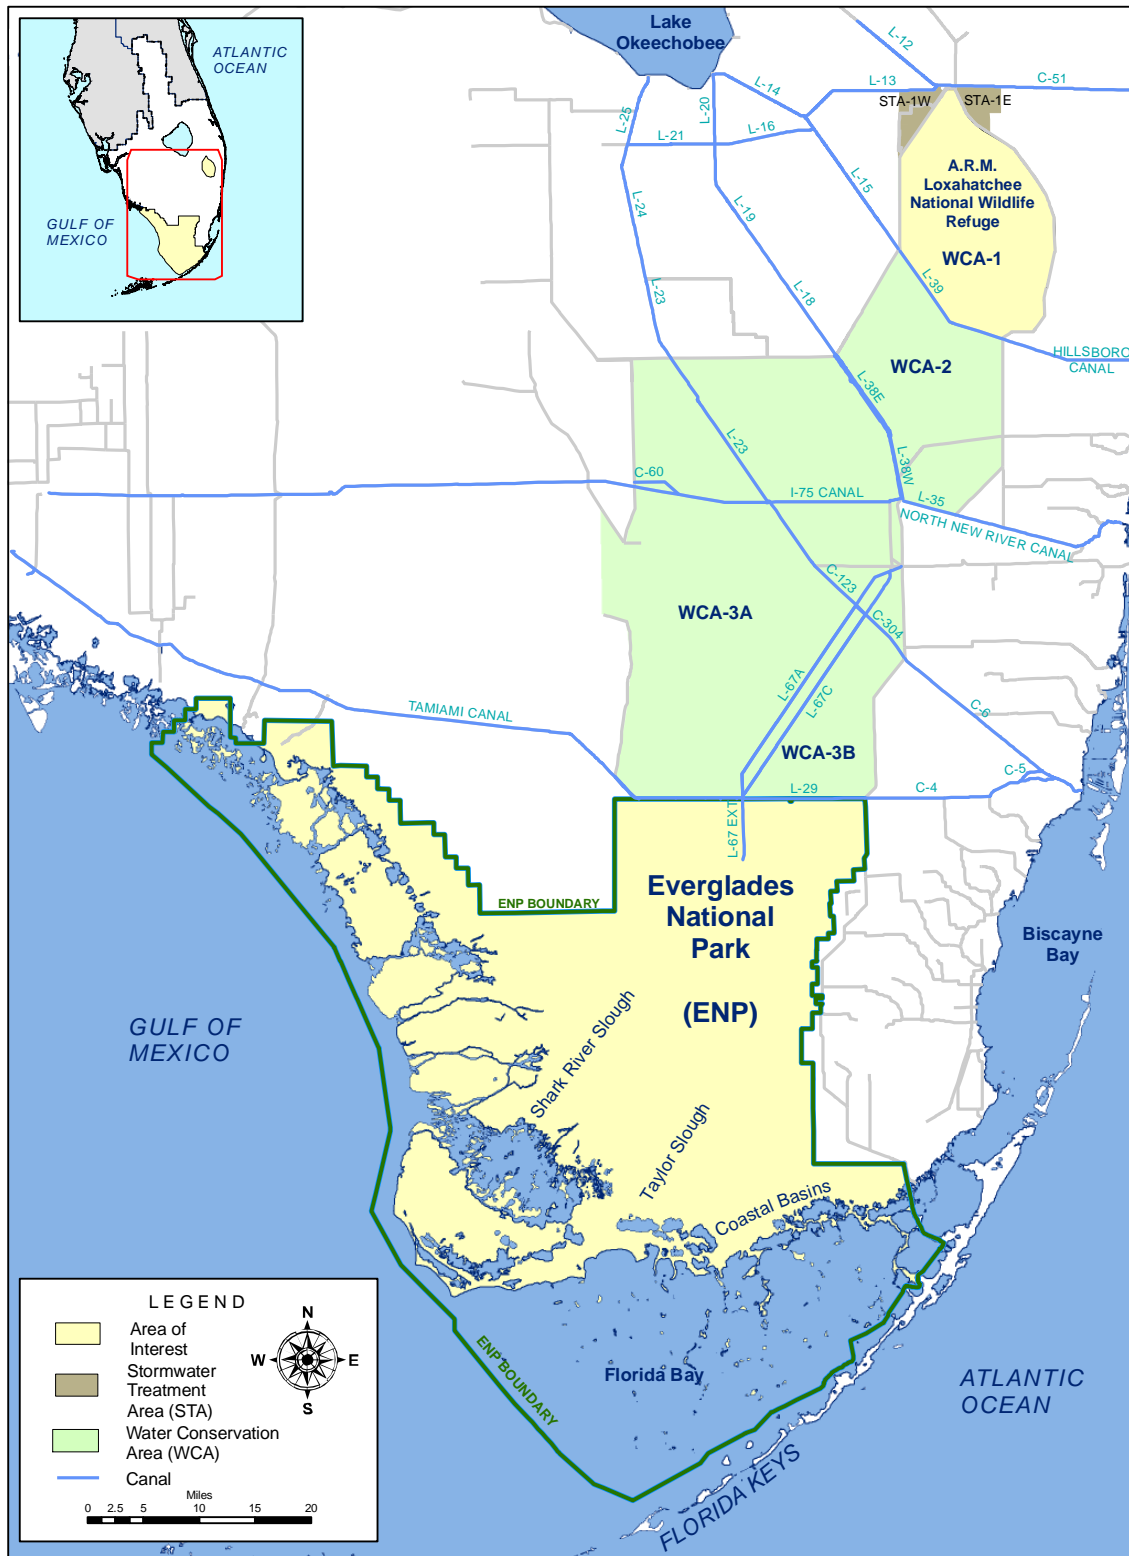 ATLANTIC
OCEAN
GULF OF
MEXICO
Lake
Okeechobee
L-12
L-13
C-51
L-14
L-20
L-25
STA-1W
STA-1E
L-21
L-16
A.R.M.
Loxahatchee
National Wildlife
Refuge
WCA-1
L-15
L-24
L-19
L-39
L-23
L-18
HILLSBORO
CANAL
WCA-2
L-38E
L-23
L-38W
C-60
I-75 CANAL
L-35
NORTH NEW RIVER CANAL
C-123
WCA-3A
C-304
L-67A
L-67C
C-6
TAMIAMI CANAL
WCA-3B
C-5
L-29
C-4
L-67 EXT
ENP BOUNDARY
Everglades
National
Park
(ENP)
Biscayne
Bay
GULF OF
MEXICO
Shark River Slough
Taylor Slough
Coastal Basins
ENP BOUNDARY
Florida Bay
ATLANTIC
OCEAN
FLORIDA KEYS
LEGEND
Area of
Interest
Stormwater
Treatment
Area (STA)
Water Conservation
Area (WCA)
Canal
N
W
E
S
Miles
0 2.5 5 10 15 20